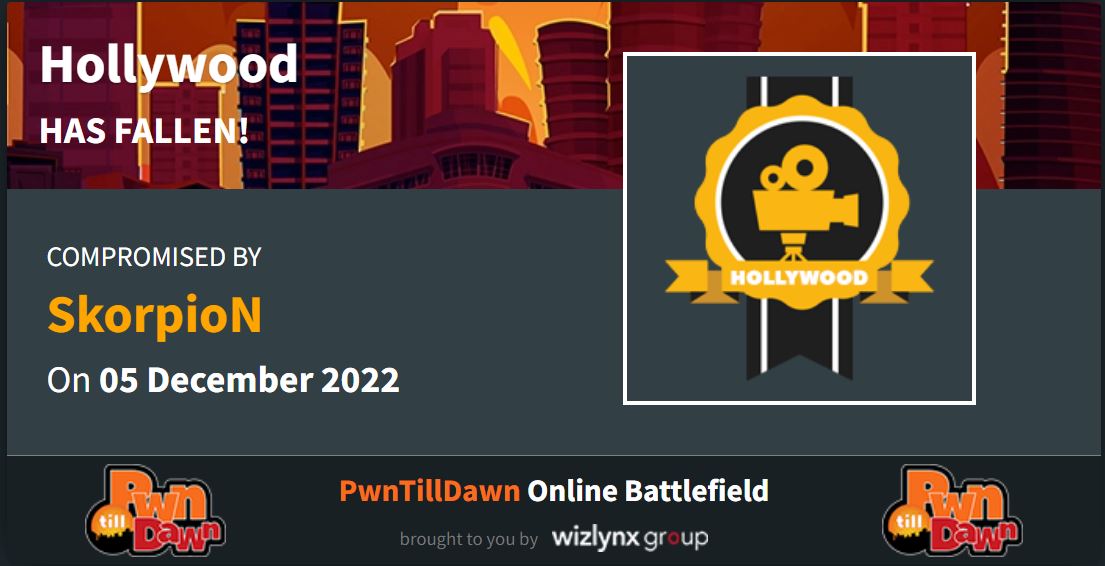 Hollywood
HAS FALLEN!
COMPROMISED BY
SkorpioN
On 05 December 2022
HOLLYWOOD
Pwn
till
Dawn
PwnTillDawn Online Battlefield
brought to you by wizlynx group
Pwn
till
Dawn